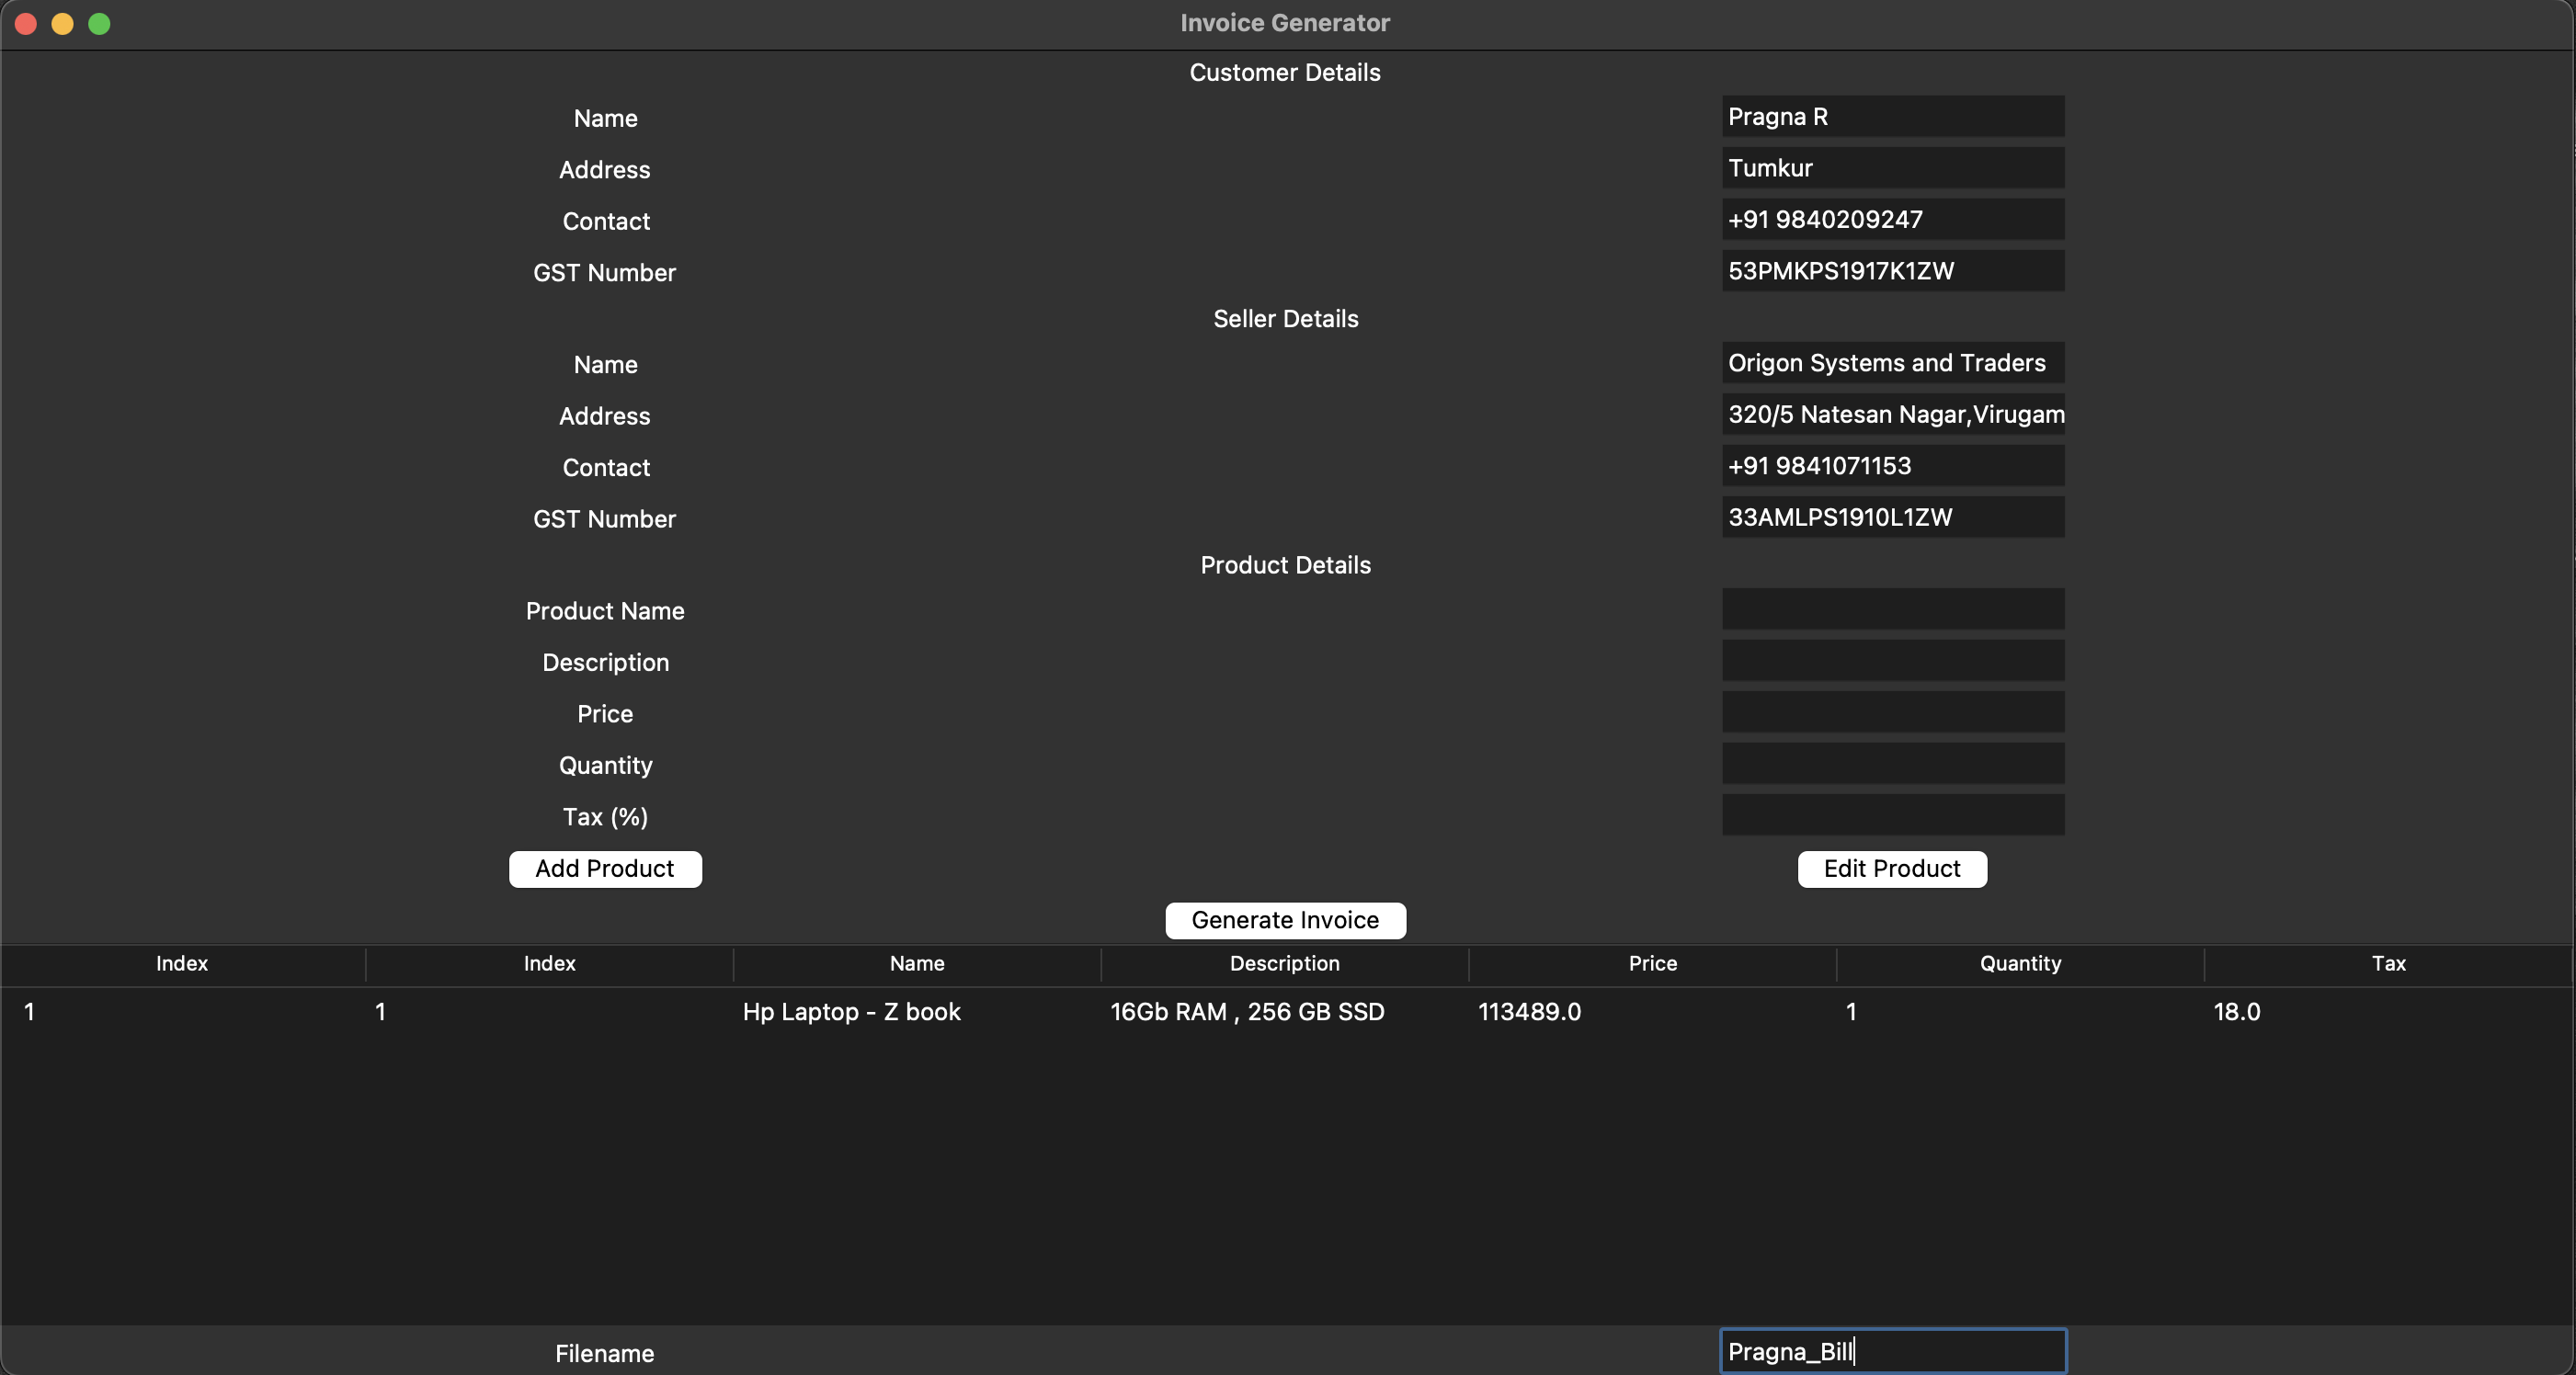 Invoice Generator
Customer Details
Name Pragna R
Address Tumkur
Contact +91 9840209247
GST Number 53PMKPS1917K1ZW
Seller Details
Name Origon Systems and Traders
Address 320/5 Natesan Nagar,Virugam
Contact +91 9841071153
GST Number 33AMLPS1910L1ZW
Product Details
Product Name
Description
Price
Quantity
Tax (%)
Add Product Edit Product
Generate Invoice
Index Index Name Description Price Quantity Tax
1 1 Hp Laptop - Z book 16Gb RAM , 256 GB SSD 113489.0 1 18.0
Filename Pragna_Bill